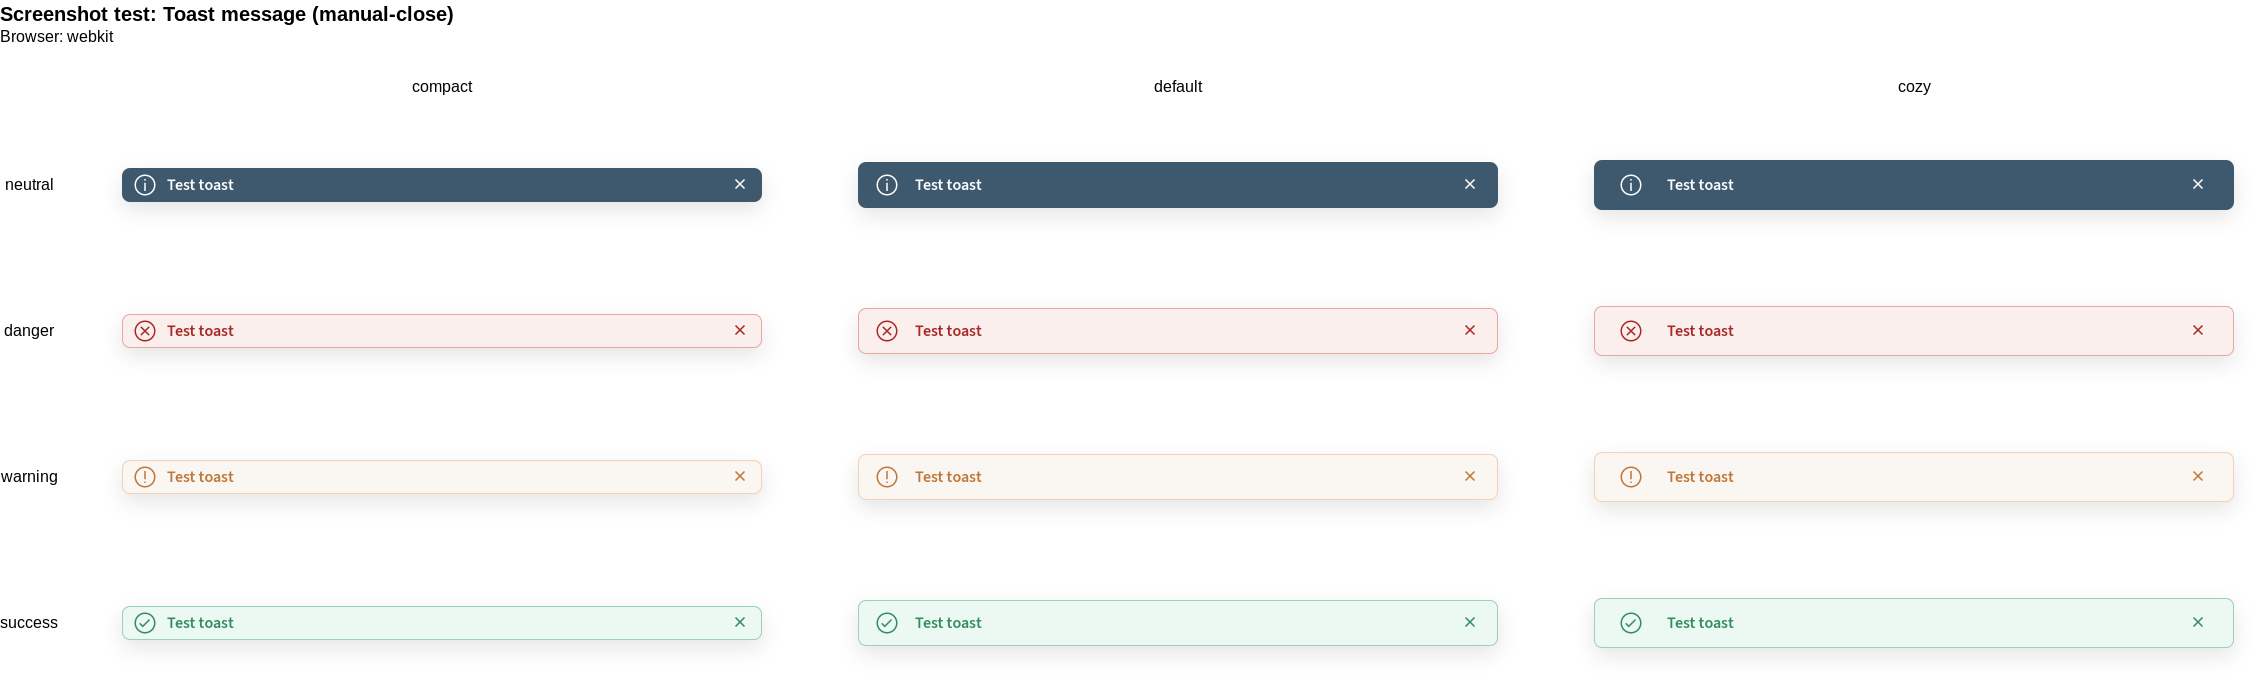 Screenshot test: Toast message (manual-close)
Browser: webkit
compact default cozy
neutral Test toast Test toast Test toast
danger Test toast Test toast Test toast
warning Test toast Test toast Test toast
success Test toast Test toast Test toast